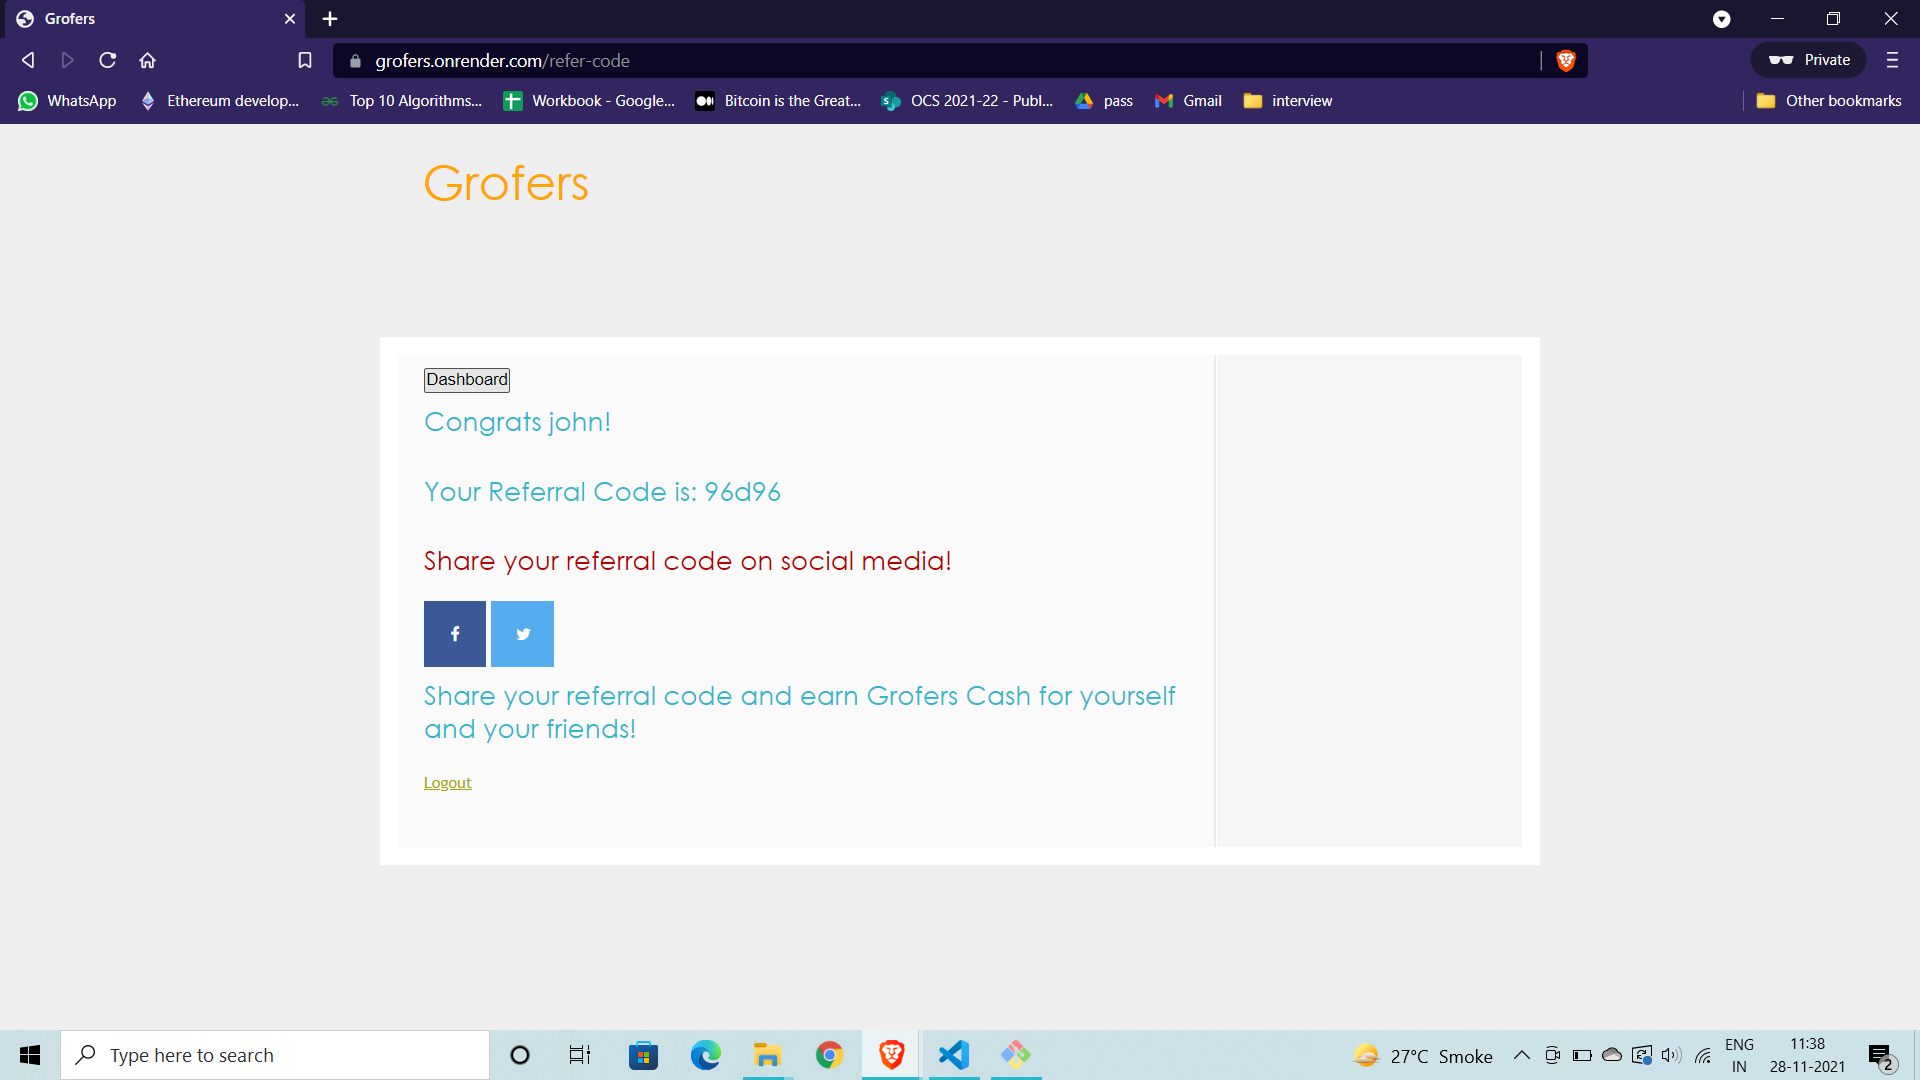 Grofers
grofers.onrender.com/refer-code
Private
WhatsApp
Ethereum develop...
Top 10 Algorithms...
Workbook - Google...
Bitcoin is the Great...
OCS 2021-22 - Publ...
pass
Gmail
interview
Other bookmarks
Grofers
Dashboard
Congrats john!
Your Referral Code is: 96d96
Share your referral code on social media!
Share your referral code and earn Grofers Cash for yourself
and your friends!
Logout
Type here to search
27°C Smoke
ENG
IN
11:38
28-11-2021
2